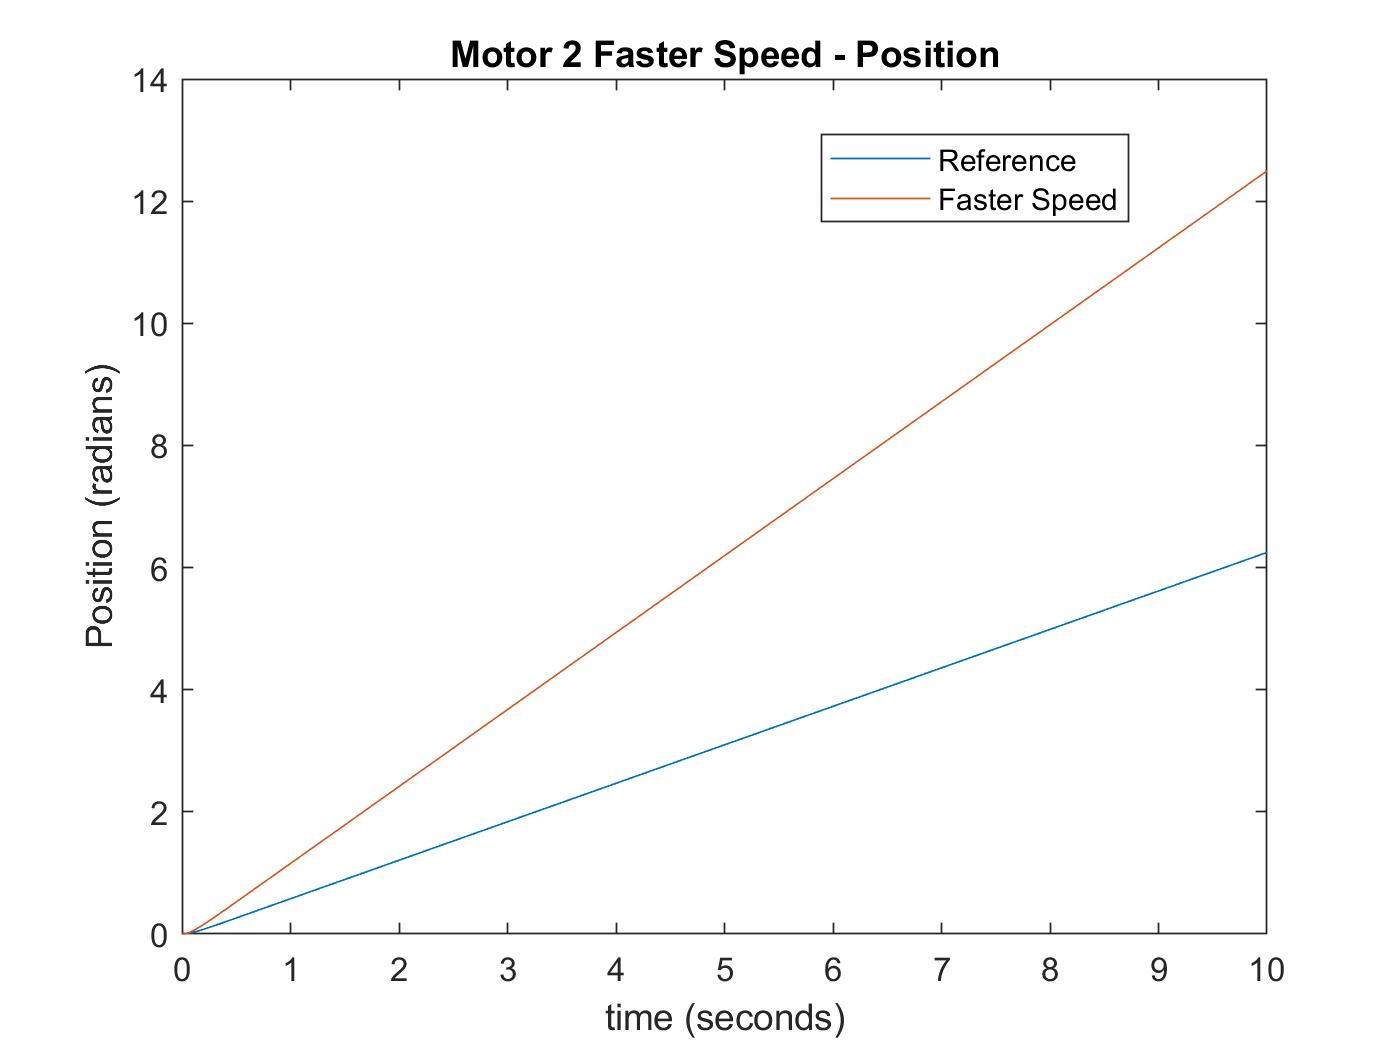 Motor 2 Faster Speed - Position
14
12
10
8
6
4
2
0
Position (radians)
Reference
Faster Speed
0 1 2 3 4 5 6 7 8 9 10
time (seconds)